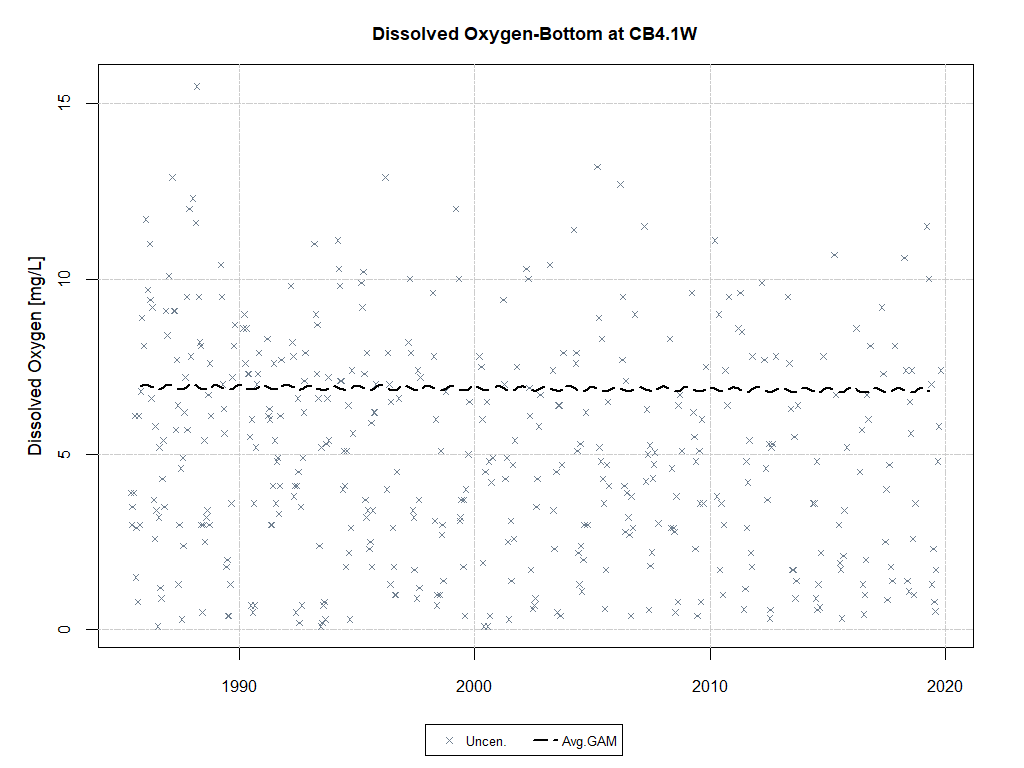 Dissolved Oxygen-Bottom at CB4.1W
Dissolved Oxygen [mg/L]
15
10
5
0
1990 2000 2010 2020
Uncen. Avg.GAM